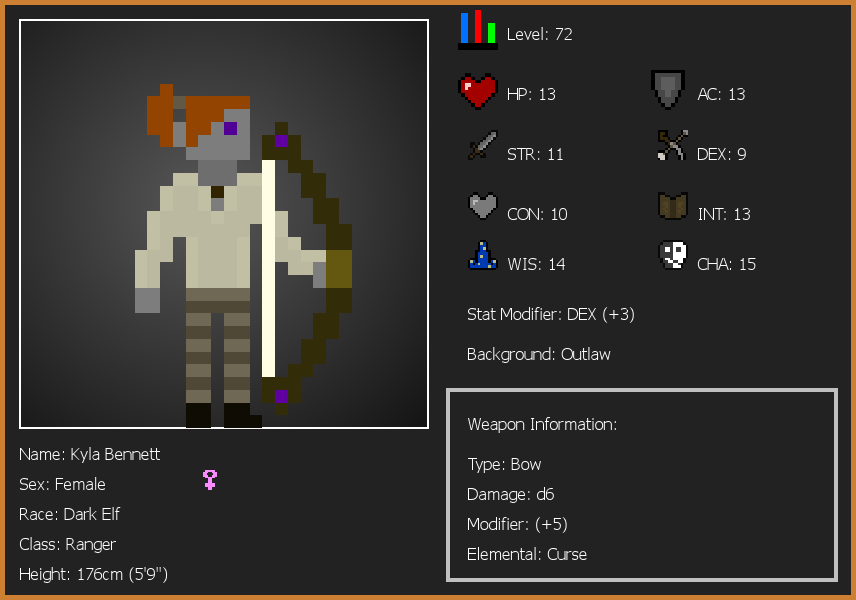 Level: 72
HP: 13
AC: 13
STR: 11
DEX: 9
CON: 10
INT: 13
WIS: 14
CHA: 15
Stat Modifier: DEX (+3)
Background: Outlaw
Name: Kyla Bennett
Sex: Female
Race: Dark Elf
Class: Ranger
Height: 176cm (5'9")
Weapon Information:
Type: Bow
Damage: d6
Modifier: (+5)
Elemental: Curse